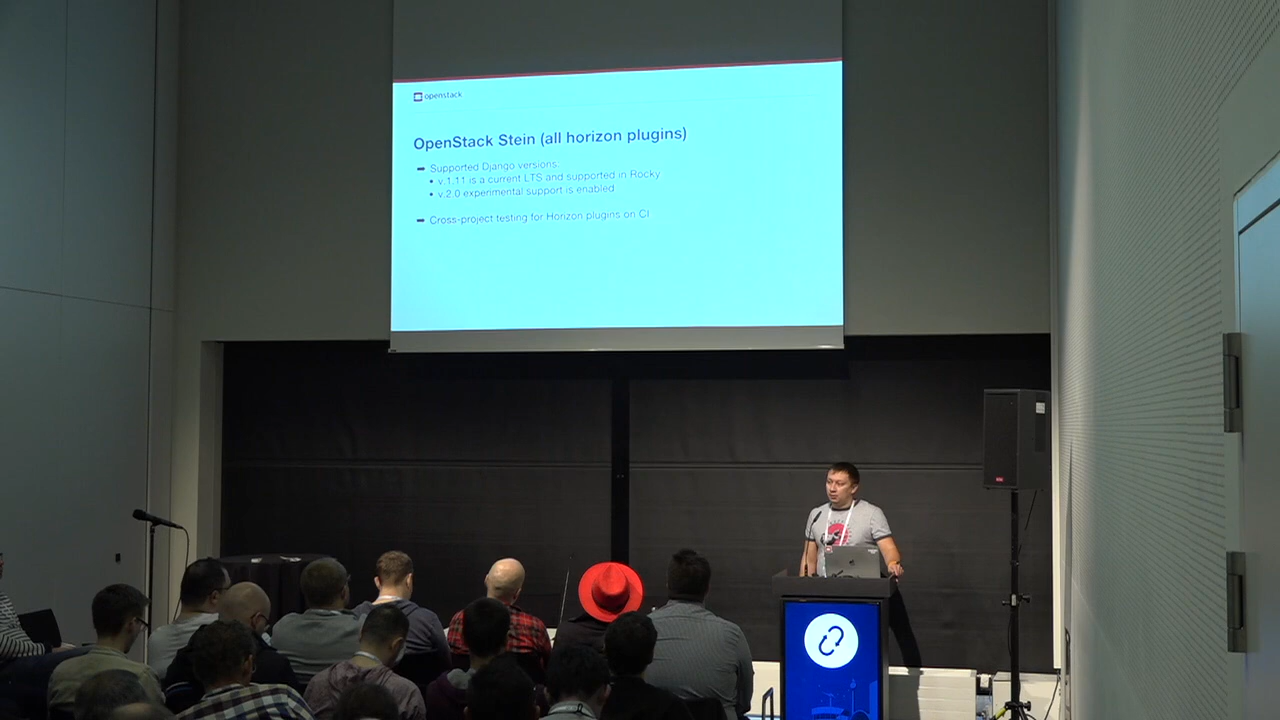 openstack
OpenStack Stein (all horizon plugins)
➡ Supported Django versions:
• v.1.11 is a current LTS and supported in Rocky
• v.2.0 experimental support is enabled
➡ Cross-project testing for Horizon plugins on CI